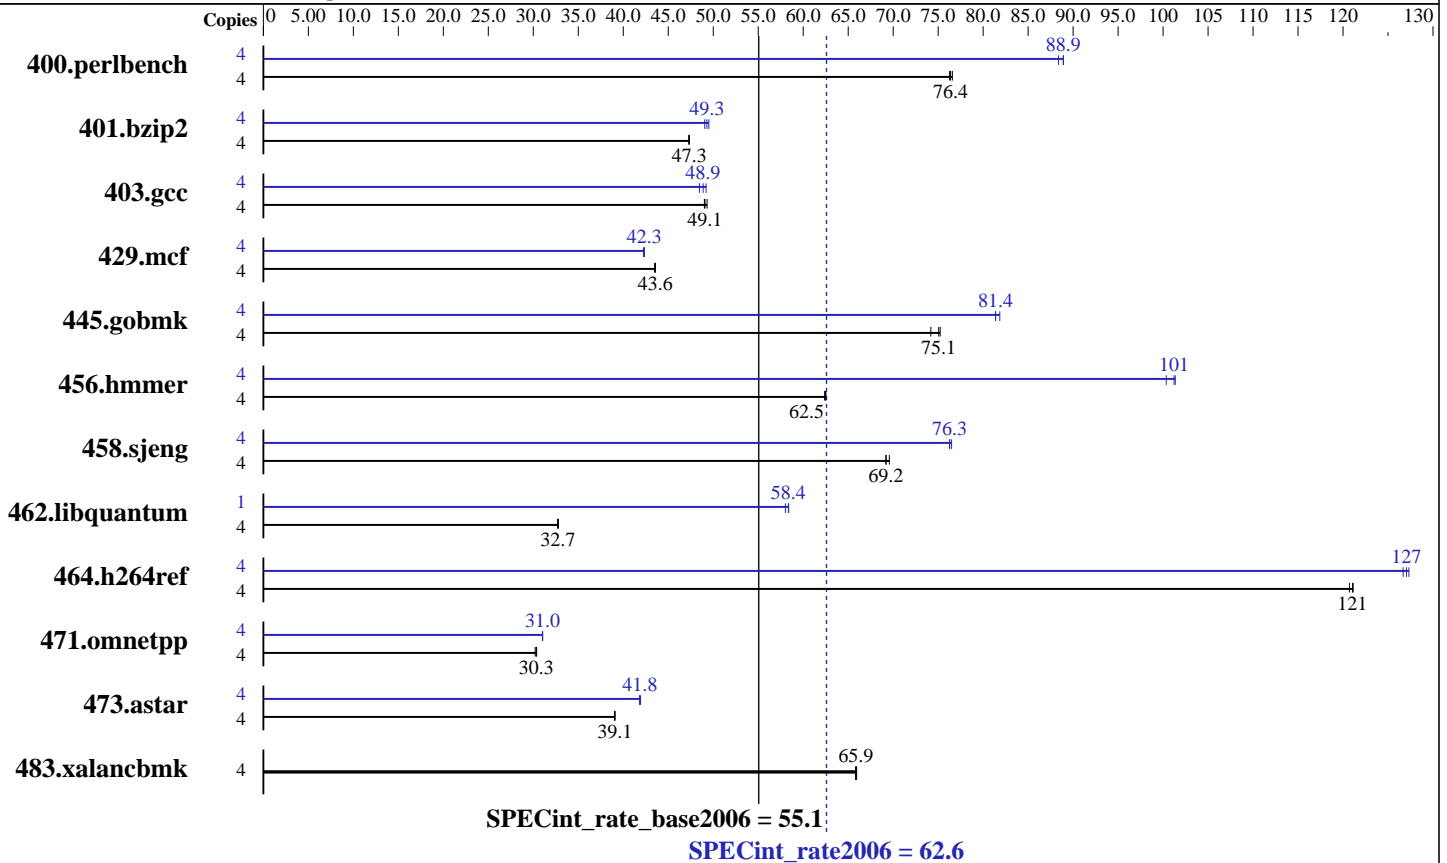 Copies 0 5.00 10.0 15.0 20.0 25.0 30.0 35.0 40.0 45.0 50.0 55.0 60.0 65.0 70.0 75.0 80.0 85.0 90.0 95.0 100 105 110 115 120 130
400.perlbench
4 88.9
4 76.4
401.bzip2
4 49.3
4 47.3
403.gcc
4 48.9
4 49.1
429.mcf
4 42.3
4 43.6
445.gobmk
4 81.4
4 75.1
456.hmmer
4 101
4 62.5
458.sjeng
4 76.3
4 69.2
462.libquantum
1 58.4
4 32.7
464.h264ref
4 127
4 121
471.omnetpp
4 31.0
4 30.3
473.astar
4 41.8
4 39.1
483.xalancbmk
4 65.9
SPECint_rate_base2006 = 55.1
SPECint_rate2006 = 62.6